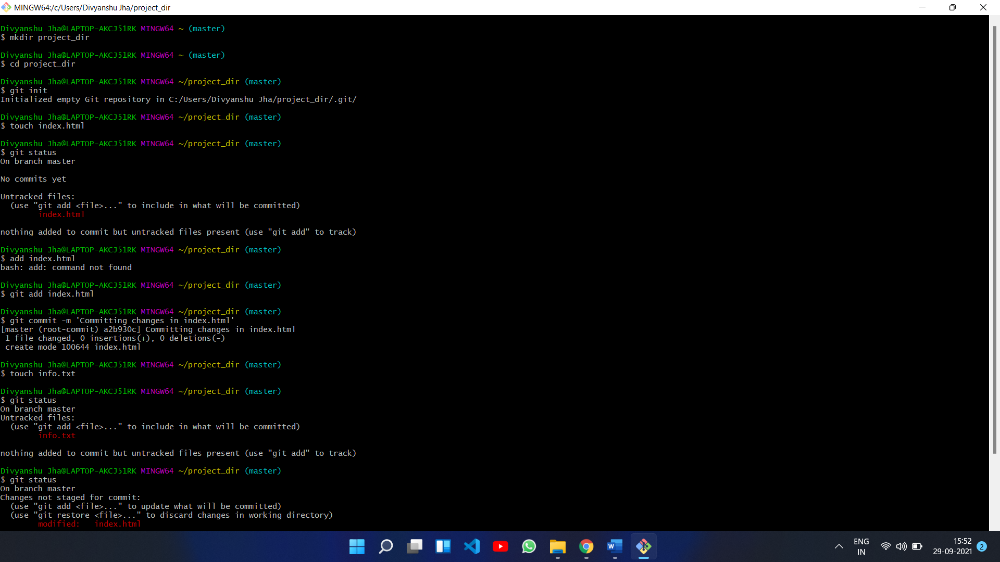 MINGW64:/c/Users/Divyanshu Jha/project_dir
Divyanshu Jha@LAPTOP-AKCJ51RK MINGW64 ~ (master)
$ mkdir project_dir
Divyanshu Jha@LAPTOP-AKCJ51RK MINGW64 ~ (master)
$ cd project_dir
Divyanshu Jha@LAPTOP-AKCJ51RK MINGW64 ~/project_dir (master)
$ git init
Initialized empty Git repository in C:/Users/Divyanshu Jha/project_dir/.git/
Divyanshu Jha@LAPTOP-AKCJ51RK MINGW64 ~/project_dir (master)
$ touch index.html
Divyanshu Jha@LAPTOP-AKCJ51RK MINGW64 ~/project_dir (master)
$ git status
On branch master
No commits yet
Untracked files:
  (use "git add <file>..." to include in what will be committed)
        index.html
nothing added to commit but untracked files present (use "git add" to track)
Divyanshu Jha@LAPTOP-AKCJ51RK MINGW64 ~/project_dir (master)
$ add index.html
bash: add: command not found
Divyanshu Jha@LAPTOP-AKCJ51RK MINGW64 ~/project_dir (master)
$ git add index.html
Divyanshu Jha@LAPTOP-AKCJ51RK MINGW64 ~/project_dir (master)
$ git commit -m 'Committing changes in index.html'
[master (root-commit) a2b930c] Committing changes in index.html
 1 file changed, 0 insertions(+), 0 deletions(-)
 create mode 100644 index.html
Divyanshu Jha@LAPTOP-AKCJ51RK MINGW64 ~/project_dir (master)
$ touch info.txt
Divyanshu Jha@LAPTOP-AKCJ51RK MINGW64 ~/project_dir (master)
$ git status
On branch master
Untracked files:
  (use "git add <file>..." to include in what will be committed)
        info.txt
nothing added to commit but untracked files present (use "git add" to track)
Divyanshu Jha@LAPTOP-AKCJ51RK MINGW64 ~/project_dir (master)
$ git status
On branch master
Changes not staged for commit:
  (use "git add <file>..." to update what will be committed)
  (use "git restore <file>..." to discard changes in working directory)
        modified:   index.html
W
ENG
IN
15:52
29-09-2021
2